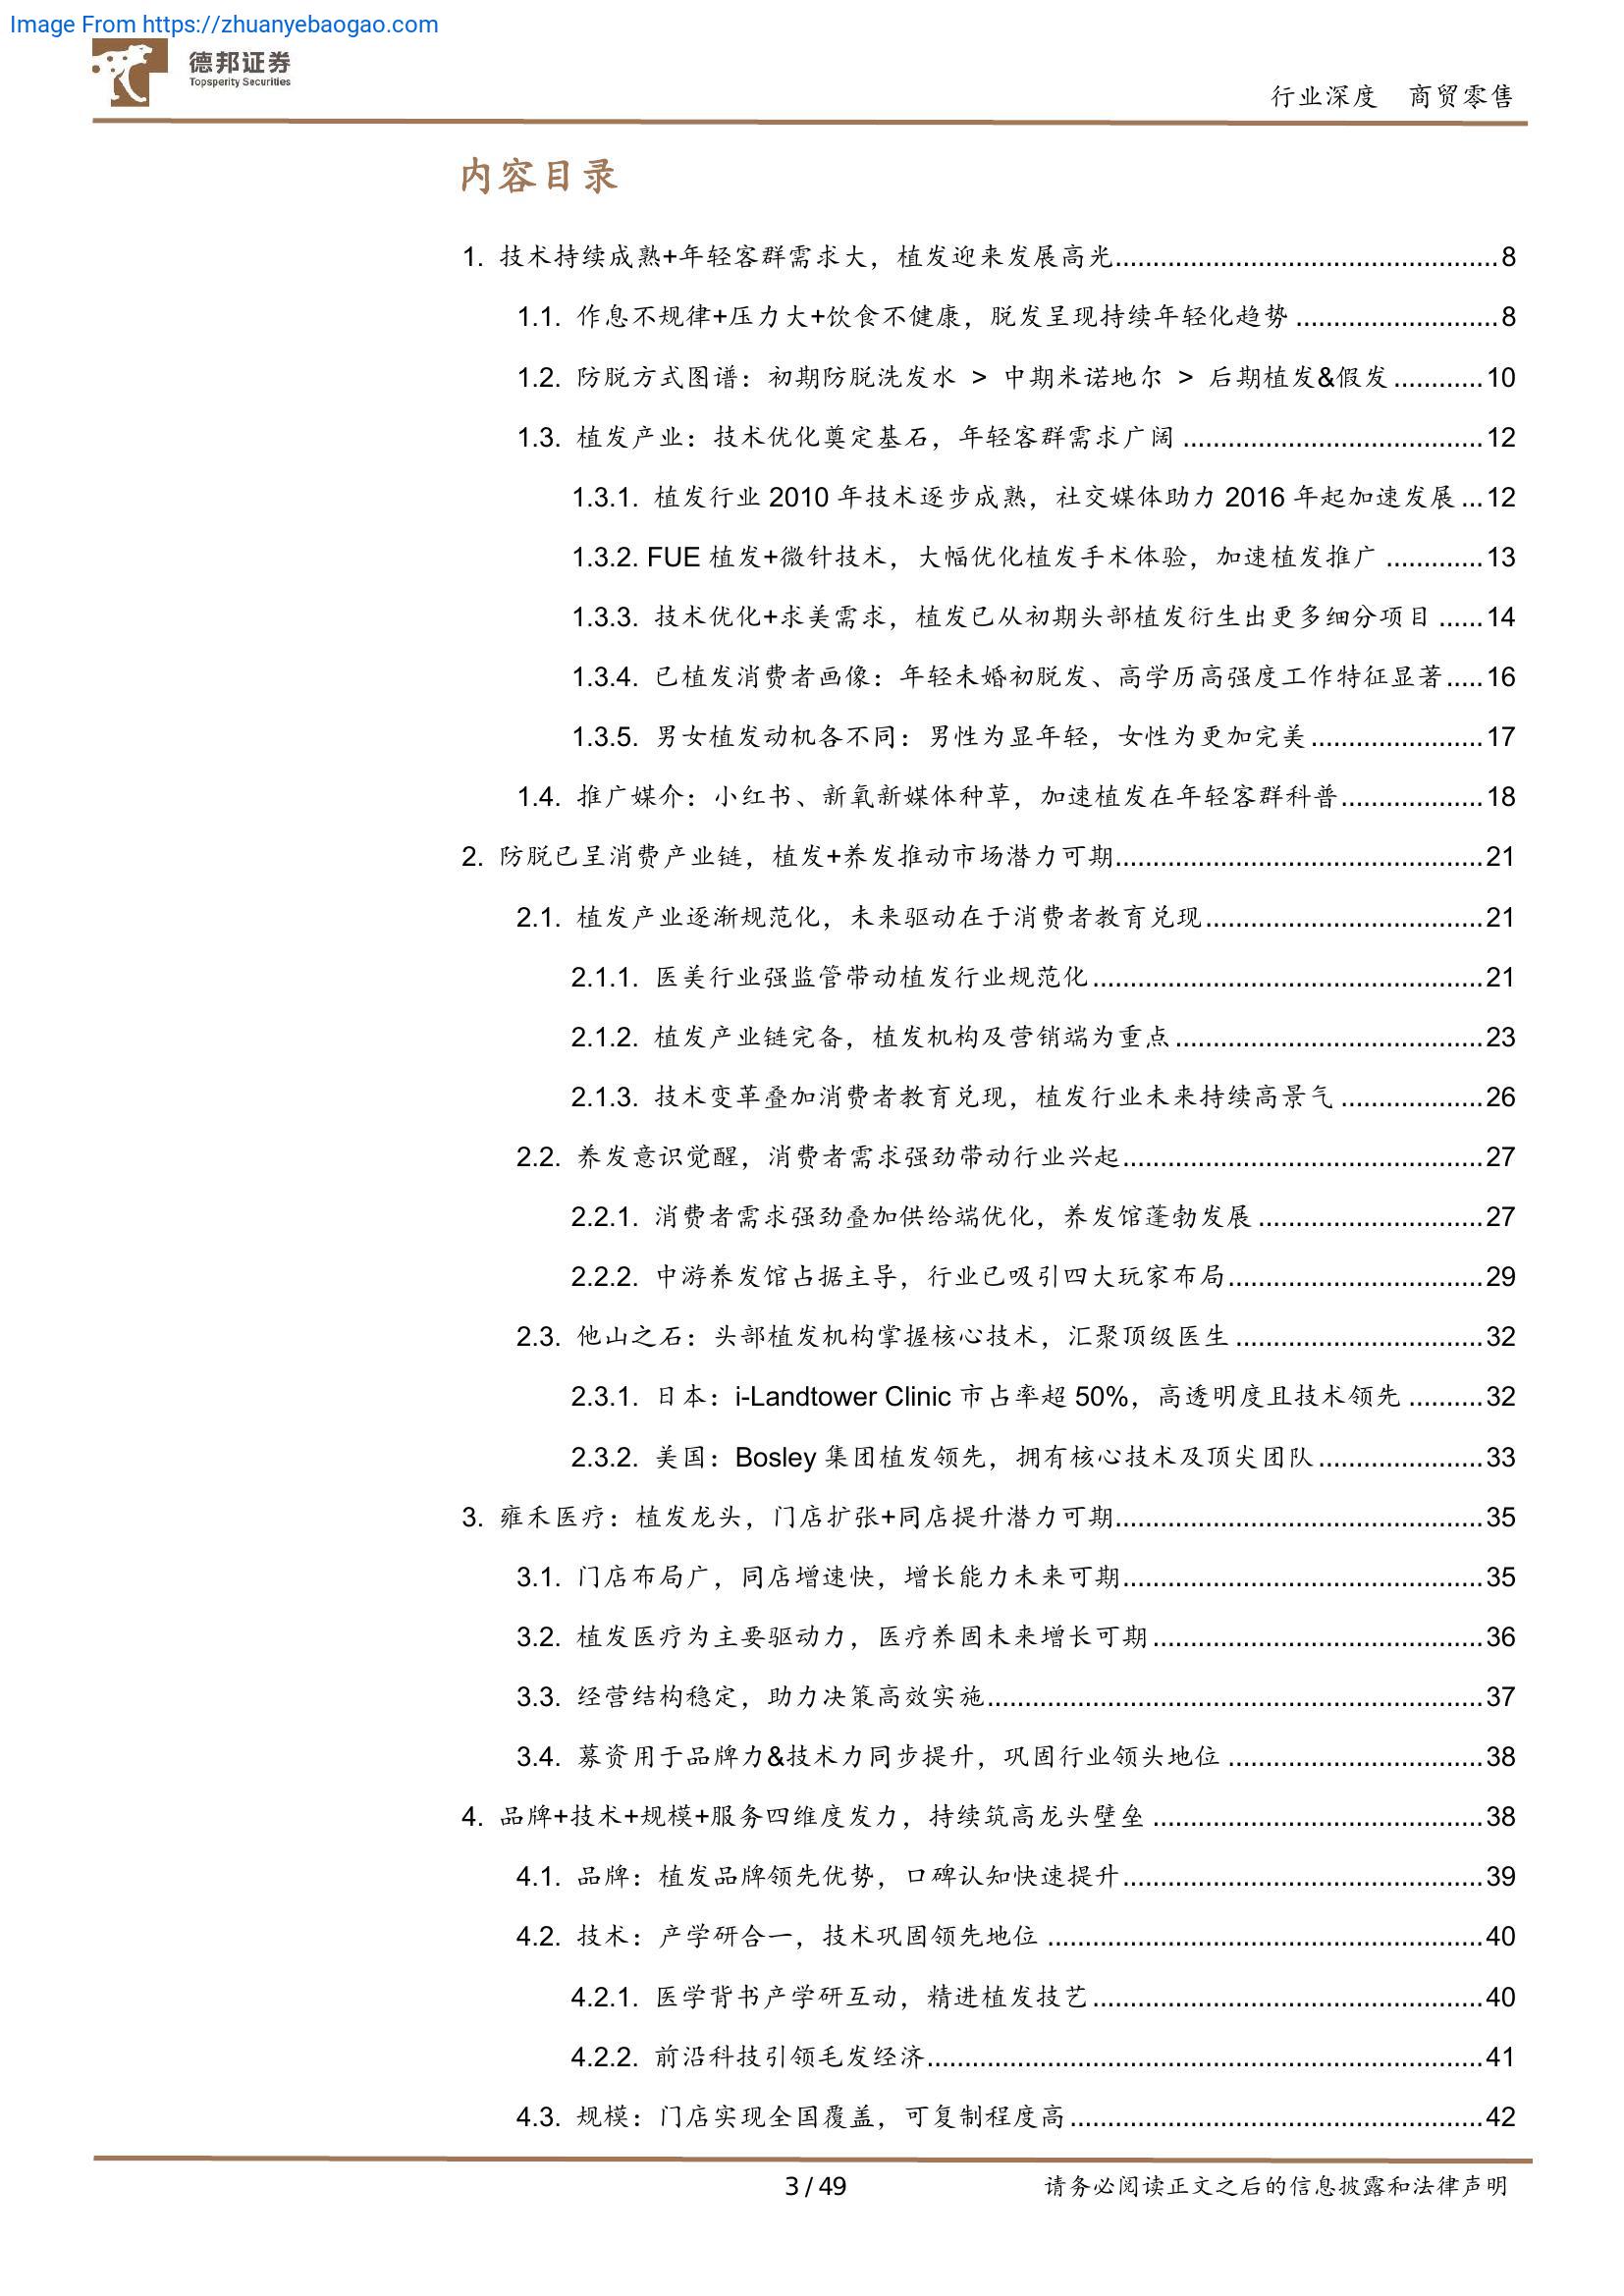 Image From https://zhuanyebaogao.com
德邦证券
Topsperity Securities
行业深度 商贸零售
内容目录
1. 技术持续成熟+年轻客群需求大，植发迎来发展高光...................................................8
1.1. 作息不规律+压力大+饮食不健康，脱发呈现持续年轻化趋势...........................8
1.2. 防脱方式图谱：初期防脱洗发水 > 中期米诺地尔 > 后期植发&假发............10
1.3. 植发产业：技术优化奠定基石，年轻客群需求广阔........................................12
1.3.1. 植发行业 2010 年技术逐步成熟，社交媒体助力 2016 年起加速发展...12
1.3.2. FUE 植发+微针技术，大幅优化植发手术体验，加速植发推广.............13
1.3.3. 技术优化+求美需求，植发已从初期头部植发衍生出更多细分项目......14
1.3.4. 已植发消费者画像：年轻未婚初脱发、高学历高强度工作特征显著.....16
1.3.5. 男女植发动机各不同：男性为显年轻，女性为更加完美.......................17
1.4. 推广媒介：小红书、新氧新媒体种草，加速植发在年轻客群科普...................18
2. 防脱已呈消费产业链，植发+养发推动市场潜力可期.................................................21
2.1. 植发产业逐渐规范化，未来驱动在于消费者教育兑现.....................................21
2.1.1. 医美行业强监管带动植发行业规范化....................................................21
2.1.2. 植发产业链完备，植发机构及营销端为重点.........................................23
2.1.3. 技术变革叠加消费者教育兑现，植发行业未来持续高景气...................26
2.2. 养发意识觉醒，消费者需求强劲带动行业兴起................................................27
2.2.1. 消费者需求强劲叠加供给端优化，养发馆蓬勃发展..............................27
2.2.2. 中游养发馆占据主导，行业已吸引四大玩家布局..................................29
2.3. 他山之石：头部植发机构掌握核心技术，汇聚顶级医生.................................32
2.3.1. 日本：i-Landtower Clinic 市占率超 50%，高透明度且技术领先..........32
2.3.2. 美国：Bosley 集团植发领先，拥有核心技术及顶尖团队......................33
3. 雍禾医疗：植发龙头，门店扩张+同店提升潜力可期.................................................35
3.1. 门店布局广，同店增速快，增长能力未来可期................................................35
3.2. 植发医疗为主要驱动力，医疗养固未来增长可期............................................36
3.3. 经营结构稳定，助力决策高效实施..................................................................37
3.4. 募资用于品牌力&技术力同步提升，巩固行业领头地位..................................38
4. 品牌+技术+规模+服务四维度发力，持续筑高龙头壁垒............................................38
4.1. 品牌：植发品牌领先优势，口碑认知快速提升................................................39
4.2. 技术：产学研合一，技术巩固领先地位..........................................................40
4.2.1. 医学背书产学研互动，精进植发技艺....................................................40
4.2.2. 前沿科技引领毛发经济..........................................................................41
4.3. 规模：门店实现全国覆盖，可复制程度高.......................................................42
3 / 49
请务必阅读正文之后的信息披露和法律声明